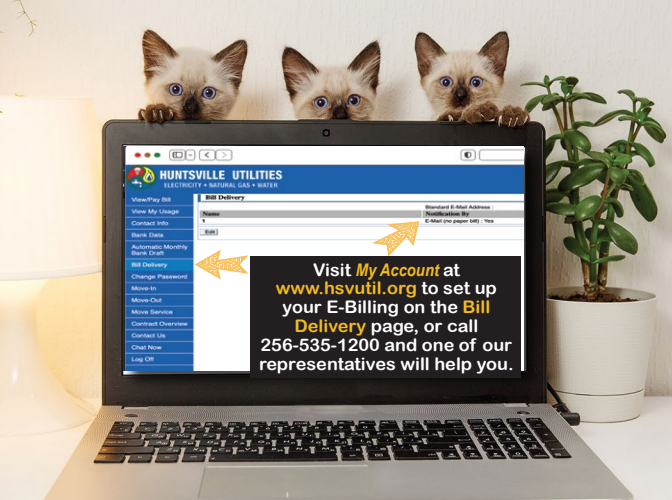 HUNTSVILLE UTILITIES
ELECTRICITY • NATURAL GAS • WATER
View/Pay Bill
View My Usage
Contact Info
Bank Data
Automatic Monthly
Bank Draft
Bill Delivery
Change Password
Move-In
Move-Out
Move Service
Contract Overview
Contact Us
Chat Now
Log Off
Bill Delivery
Standard E-Mail Address :
Name Notification By
1 E-Mail (no paper bill) : Yes
Edit
Visit My Account at
www.hsvutil.org to set up
your E-Billing on the Bill
Delivery page, or call
256-535-1200 and one of our
representatives will help you.